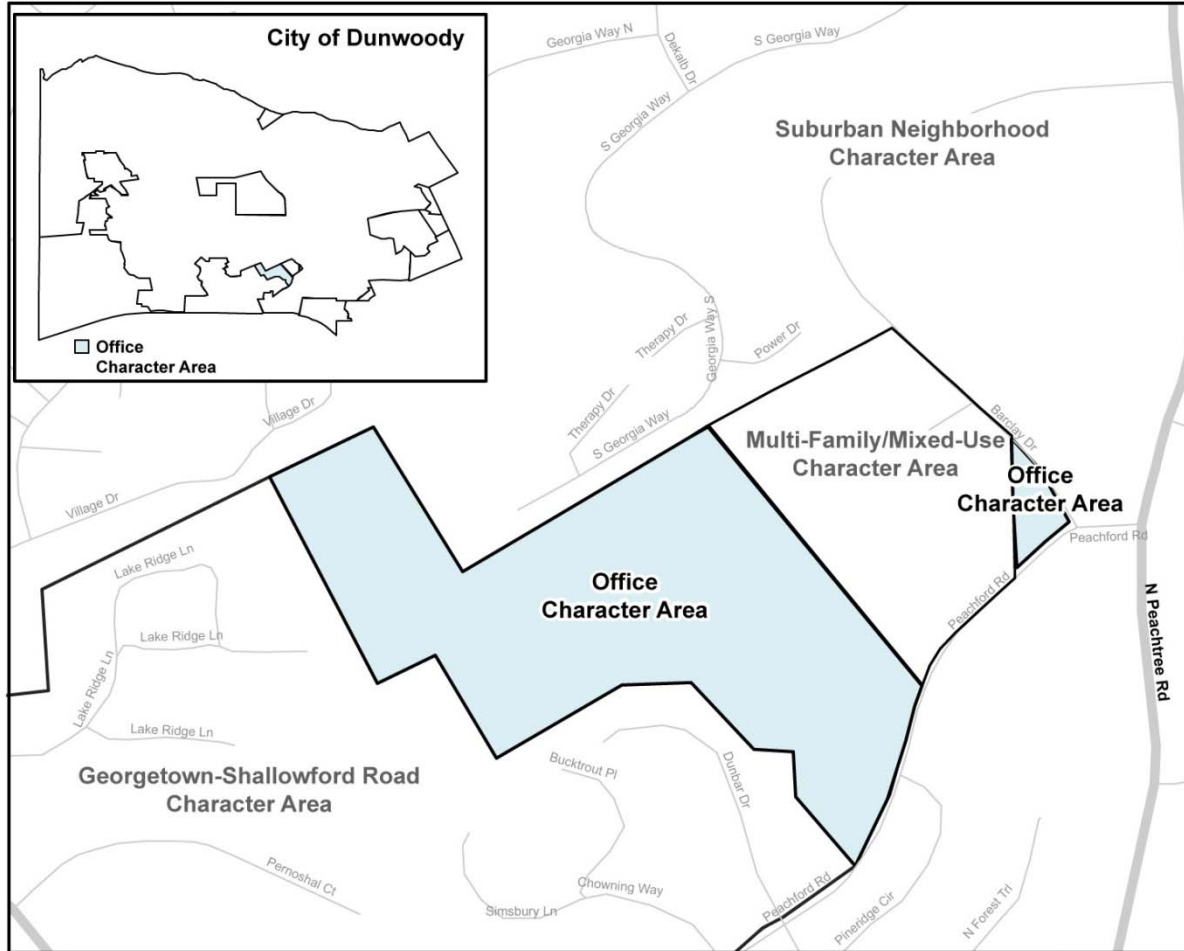 City of Dunwoody
Office
Character Area
Georgia Way N
Dekalb Dr
S Georgia Way
S Georgia Way
Suburban Neighborhood
Character Area
Therapy Dr
Georgia Way S
Power Dr
Therapy Dr
S Georgia Way
Village Dr
Village Dr
Barclay Dr
Multi-Family/Mixed-Use
Character Area
Office
Character Area
Peachford Rd
Lake Ridge Ln
Lake Ridge Ln
Lake Ridge Ln
Lake Ridge Ln
Office
Character Area
Peachford Rd
N Peachtree Rd
Georgetown-Shallowford Road
Character Area
Bucktrout Pl
Dunbar Dr
Pernoshal Ct
Simsbury Ln
Chowning Way
Peachford Rd
Pineridge Cir
N Forest Trl